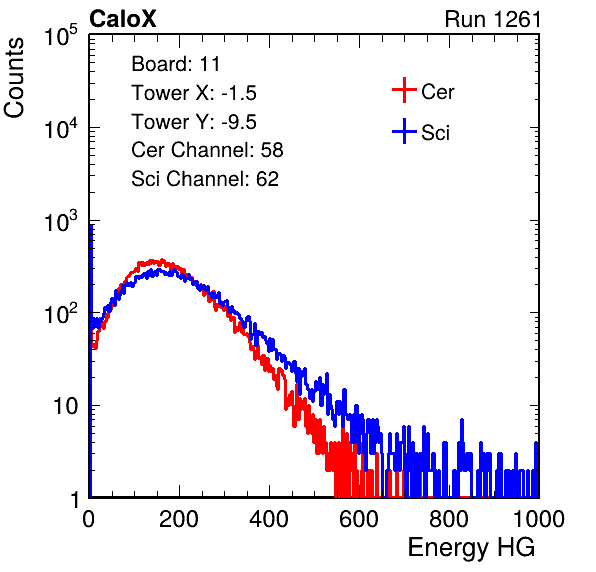 CaloX Run 1261
Counts
10^5
10^4
10^3
10^2
10
1
Board: 11
Tower X: -1.5
Tower Y: -9.5
Cer Channel: 58
Sci Channel: 62
Cer
Sci
0 200 400 600 800 1000
Energy HG